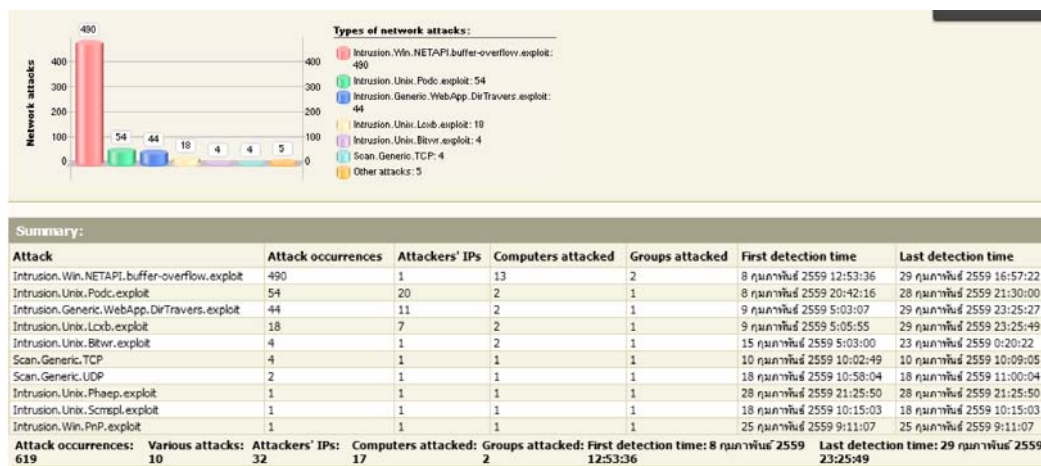 490
Types of network attacks:
Intrusion.Win.NETAPI.buffer-overflow.exploit:
490
Intrusion.Unix.Podc.exploit: 54
Intrusion.Generic.WebApp.DirTravers.exploit:
44
Intrusion.Unix.Lcxb.exploit: 18
Intrusion.Unix.Bitwr.exploit: 4
Scan.Generic.TCP: 4
Other attacks: 5
Network attacks
400 400
300 300
200 200
100 100
0 0
54 44 18 4 4 5
Summary:
Attack Attack occurrences Attackers' IPs Computers attacked Groups attacked First detection time Last detection time
Intrusion.Win.NETAPI.buffer-overflow.exploit 490 1 13 2 8 กุมภาพันธ์ 2559 12:53:36 29 กุมภาพันธ์ 2559 16:57:22
Intrusion.Unix.Podc.exploit 54 20 2 1 8 กุมภาพันธ์ 2559 20:42:16 28 กุมภาพันธ์ 2559 21:30:00
Intrusion.Generic.WebApp.DirTravers.exploit 44 11 2 1 9 กุมภาพันธ์ 2559 5:03:07 29 กุมภาพันธ์ 2559 23:25:27
Intrusion.Unix.Lcxb.exploit 18 7 2 1 9 กุมภาพันธ์ 2559 5:05:55 29 กุมภาพันธ์ 2559 23:25:49
Intrusion.Unix.Bitwr.exploit 4 1 2 1 15 กุมภาพันธ์ 2559 5:03:00 23 กุมภาพันธ์ 2559 0:20:22
Scan.Generic.TCP 4 1 1 1 10 กุมภาพันธ์ 2559 10:02:49 10 กุมภาพันธ์ 2559 10:09:05
Scan.Generic.UDP 2 1 1 1 18 กุมภาพันธ์ 2559 10:58:04 18 กุมภาพันธ์ 2559 11:00:04
Intrusion.Unix.Phaep.exploit 1 1 1 1 28 กุมภาพันธ์ 2559 21:25:50 28 กุมภาพันธ์ 2559 21:25:50
Intrusion.Unix.Scmspl.exploit 1 1 1 1 18 กุมภาพันธ์ 2559 10:15:03 18 กุมภาพันธ์ 2559 10:15:03
Intrusion.Win.PnP.exploit 1 1 1 1 25 กุมภาพันธ์ 2559 9:11:07 25 กุมภาพันธ์ 2559 9:11:07
Attack occurrences: Various attacks: Attackers' IPs: Computers attacked: Groups attacked: First detection time: 8 กุมภาพันธ์ 2559 Last detection time: 29 กุมภาพันธ์ 2559
619 10 32 17 2 12:53:36 23:25:49